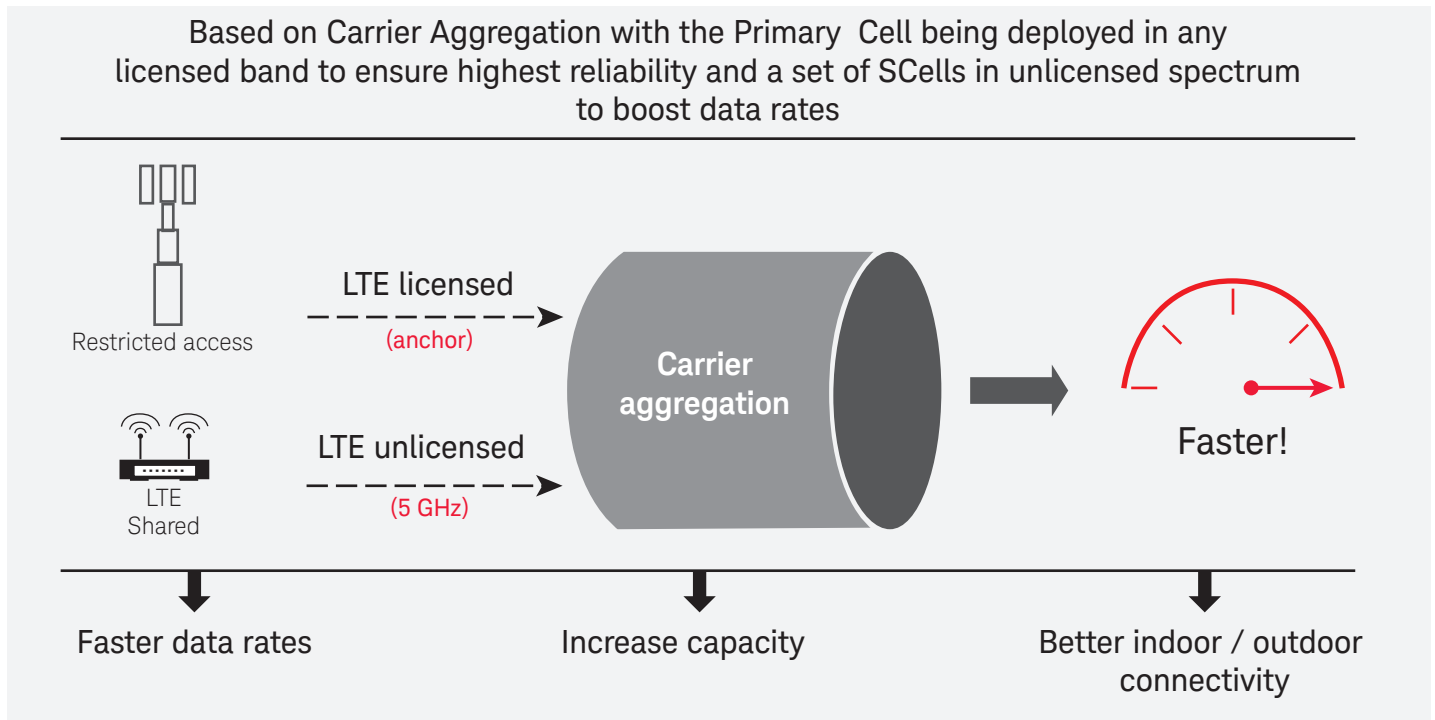 Based on Carrier Aggregation with the Primary Cell being deployed in any
licensed band to ensure highest reliability and a set of SCells in unlicensed spectrum
to boost data rates
Restricted access
LTE licensed
(anchor)
LTE
Shared
LTE unlicensed
(5 GHz)
Carrier
aggregation
Faster!
Faster data rates
Increase capacity
Better indoor / outdoor
connectivity